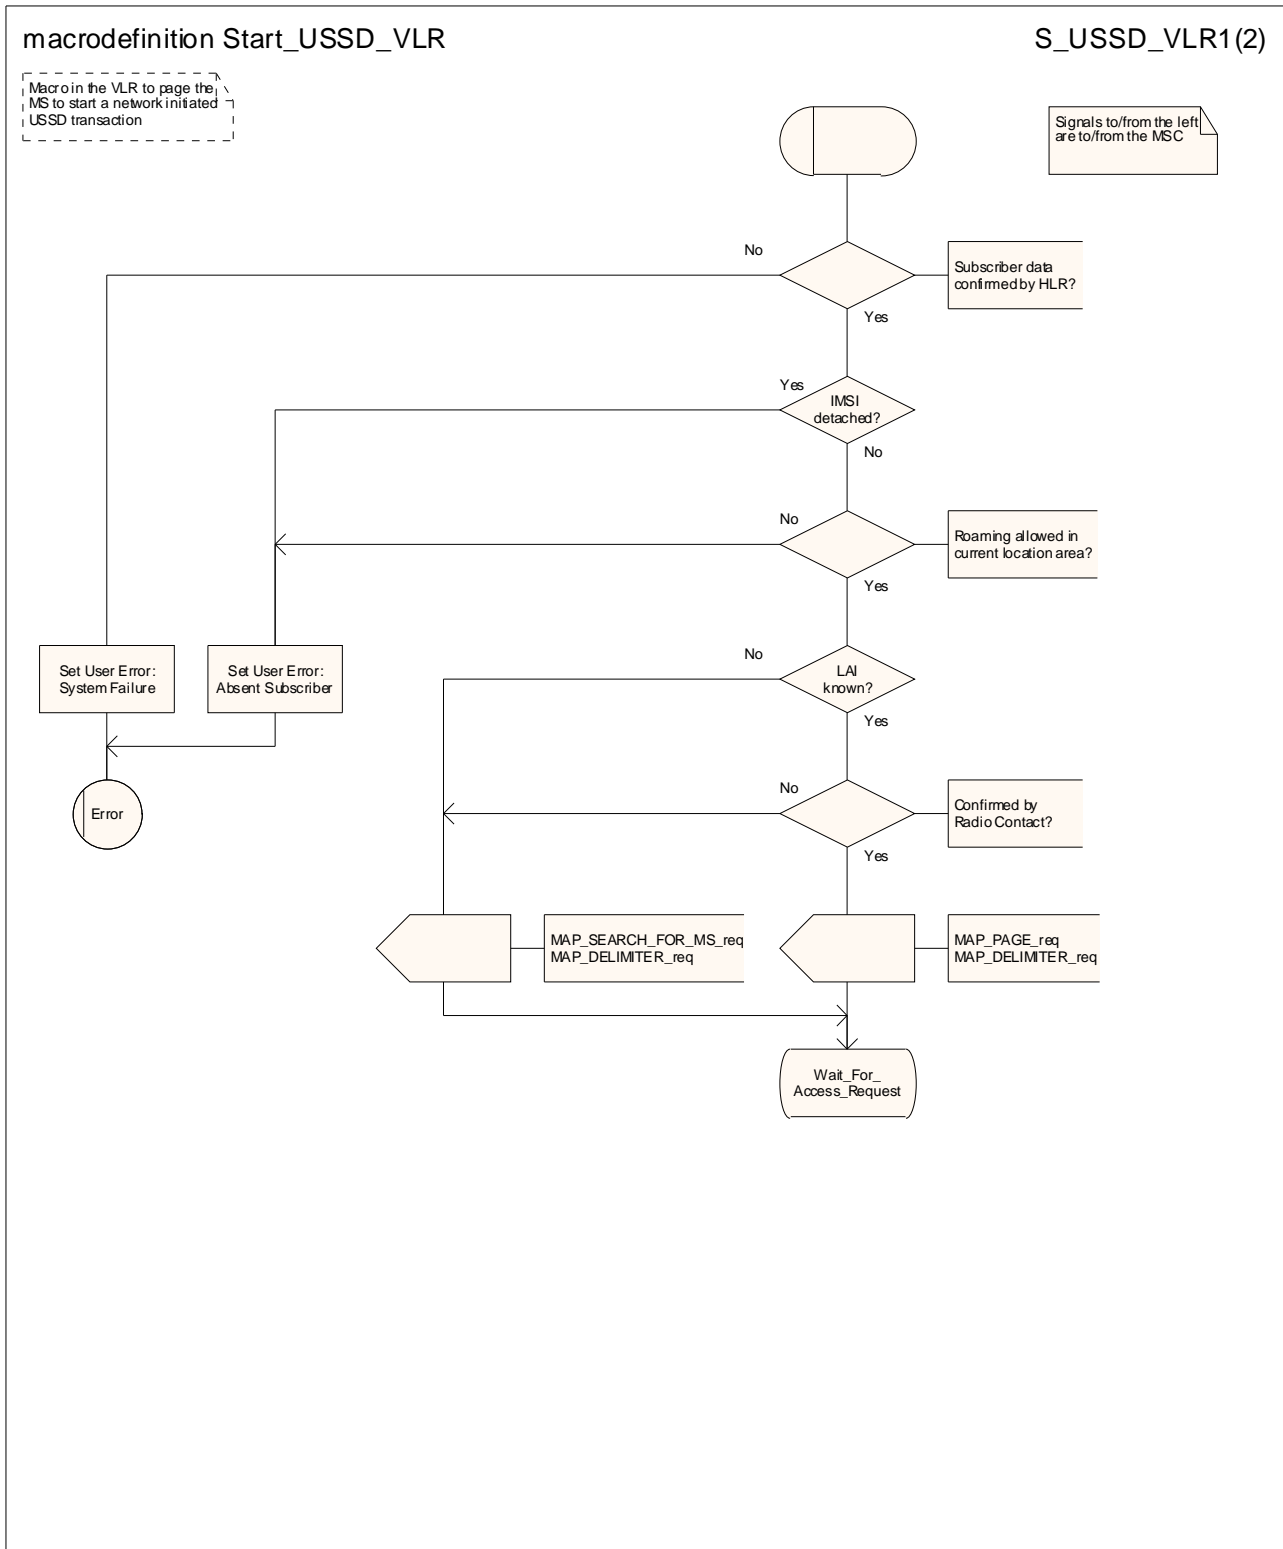 macrodefinition Start_USSD_VLR
S_USSD_VLR1(2)
Macro in the VLR to page the
MS to start a network initiated
USSD transaction
Signals to/from the left
are to/from the MSC
No
Subscriber data
confirmed by HLR?
Yes
Yes
IMSI
detached?
No
No
Roaming allowed in
current location area?
Yes
Set User Error:
System Failure
Set User Error:
Absent Subscriber
No
LAI
known?
Yes
No
Confirmed by
Radio Contact?
Error
Yes
MAP_SEARCH_FOR_MS_req
MAP_DELIMITER_req
MAP_PAGE_req
MAP_DELIMITER_req
Wait_For_
Access_Request